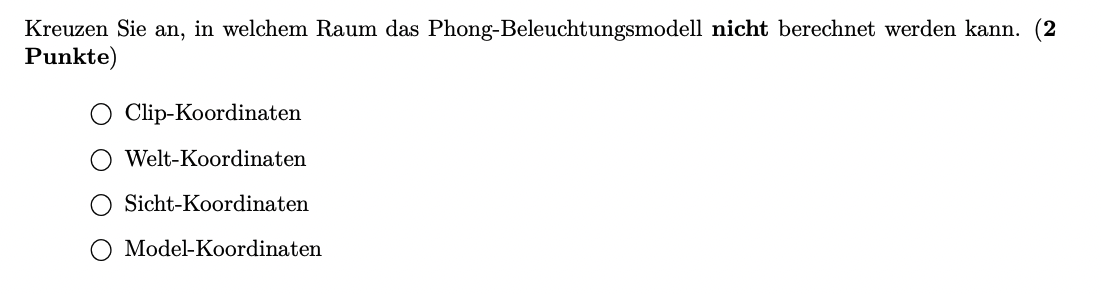 Kreuzen Sie an, in welchem Raum das Phong-Beleuchtungsmodell nicht berechnet werden kann. (2
Punkte)
Clip-Koordinaten
Welt-Koordinaten
Sicht-Koordinaten
Model-Koordinaten